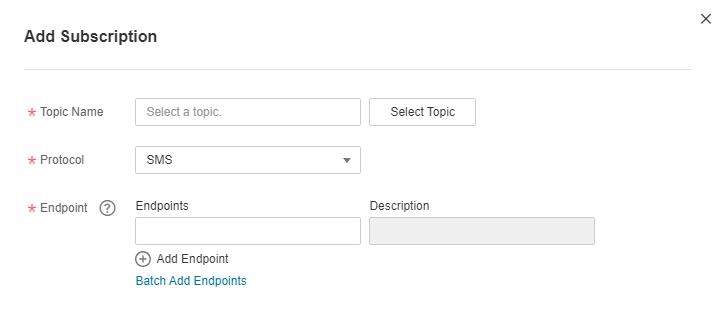 Add Subscription
* Topic Name Select a topic. Select Topic
* Protocol SMS
* Endpoint ? Endpoints Description
Add Endpoint
Batch Add Endpoints